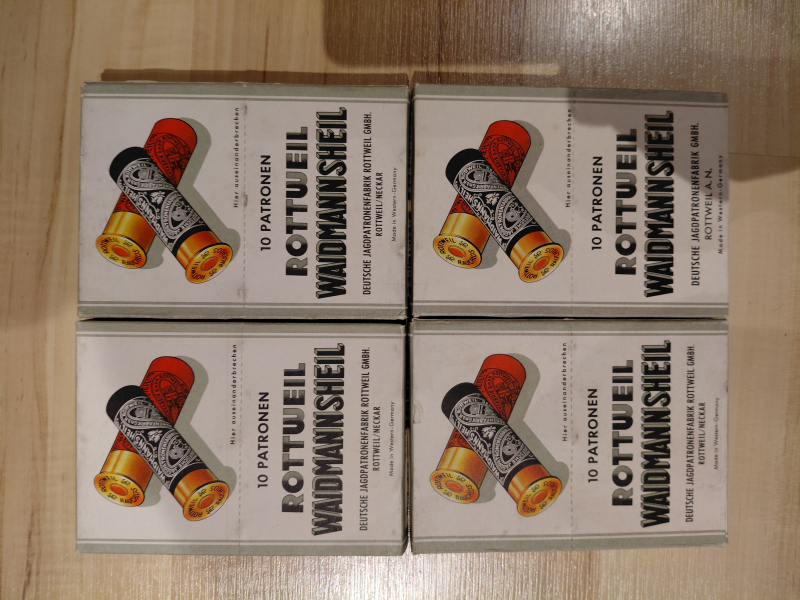 Hier auseinanderbrechen
10 PATRONEN
ROTTWEIL
WAIDMANNSHEIL
DEUTSCHE JAGDPATRONENFABRIK ROTTWEIL GMBH.
ROTTWEIL/NECKAR
Made in Western-Germany
Hier auseinanderbrechen
10 PATRONEN
ROTTWEIL
WAIDMANNSHEIL
DEUTSCHE JAGDPATRONENFABRIK GMBH.
ROTTWEIL A. N.
Made in Western-Germany
Hier auseinanderbrechen
10 PATRONEN
ROTTWEIL
WAIDMANNSHEIL
DEUTSCHE JAGDPATRONENFABRIK ROTTWEIL GMBH.
ROTTWEIL/NECKAR
Made in Western-Germany
Hier auseinanderbrechen
10 PATRONEN
ROTTWEIL
WAIDMANNSHEIL
DEUTSCHE JAGDPATRONENFABRIK ROTTWEIL GMBH.
ROTTWEIL/NECKAR
Made in Western-Germany